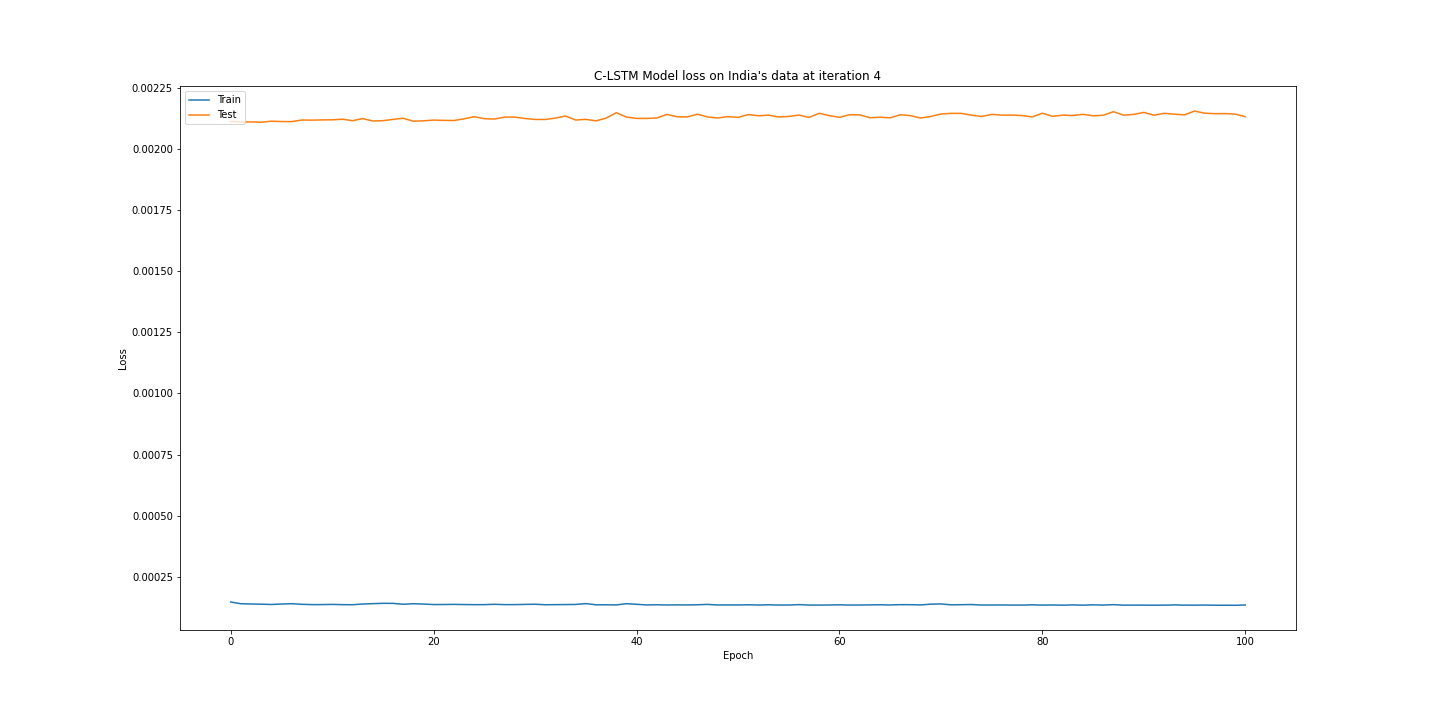 C-LSTM Model loss on India's data at iteration 4
0.00225
0.00200
0.00175
0.00150
0.00125
0.00100
0.00075
0.00050
0.00025
Loss
Train
Test
0 20 40 60 80 100
Epoch